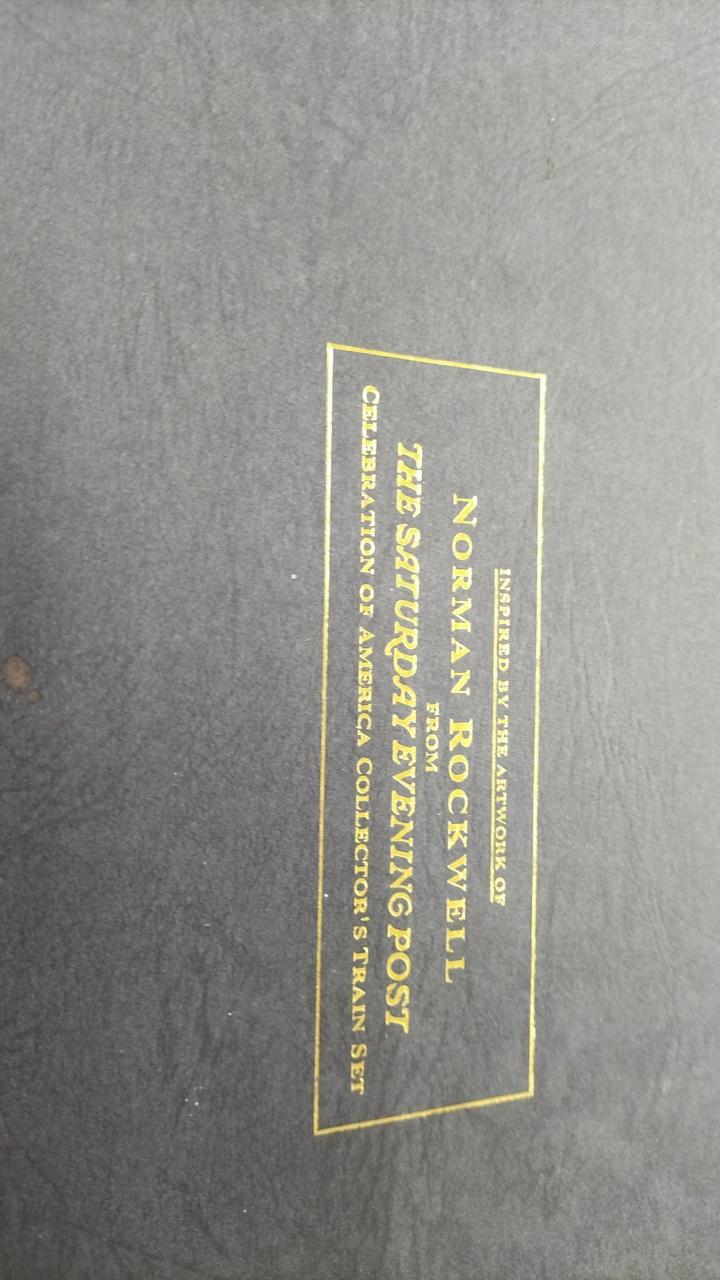 INSPIRED BY THE ARTWORK OF
NORMAN ROCKWELL
FROM
THE SATURDAY EVENING POST
CELEBRATION OF AMERICA COLLECTOR'S TRAIN SET